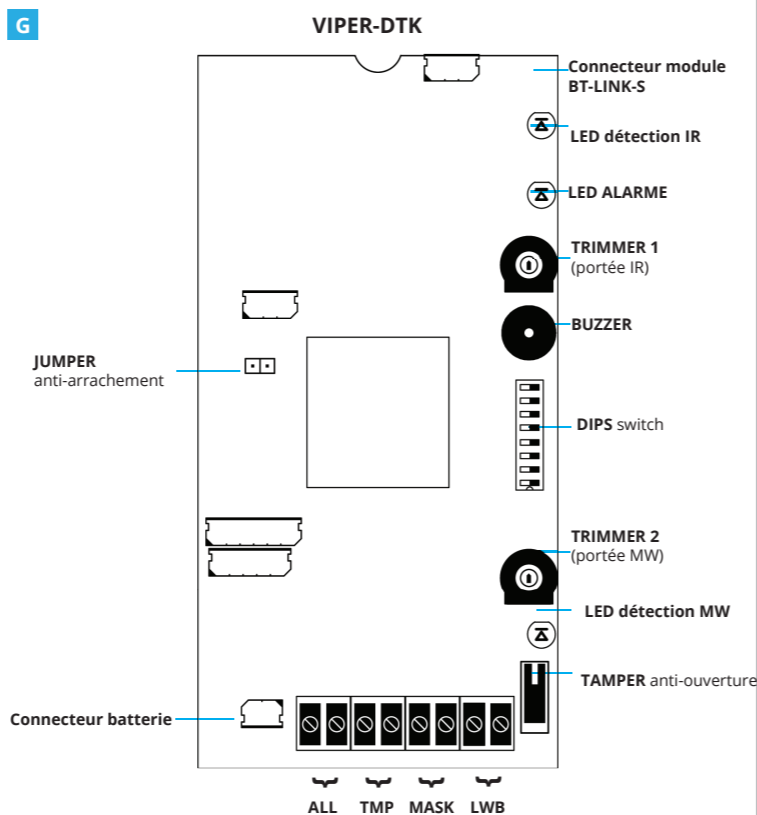 G
VIPER-DTK
Connecteur module
BT-LINK-S
LED détection IR
LED ALARME
TRIMMER 1
(portée IR)
BUZZER
JUMPER
anti-arrachement
DIPS switch
TRIMMER 2
(portée MW)
LED détection MW
TAMPER anti-ouverture
Connecteur batterie
ALL TMP MASK LWB